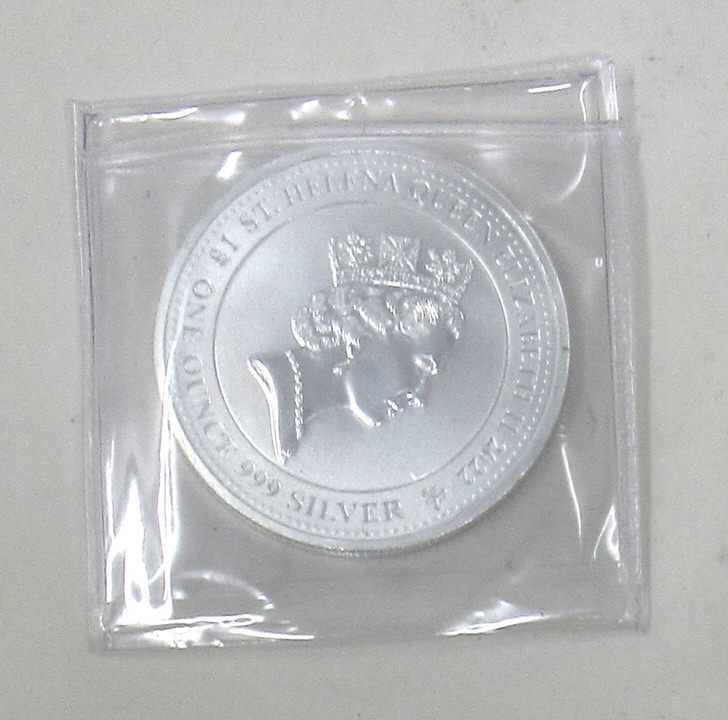 £1 ST. HELENA QUEEN ELIZABETH II 2022
ONE OUNCE 999 SILVER